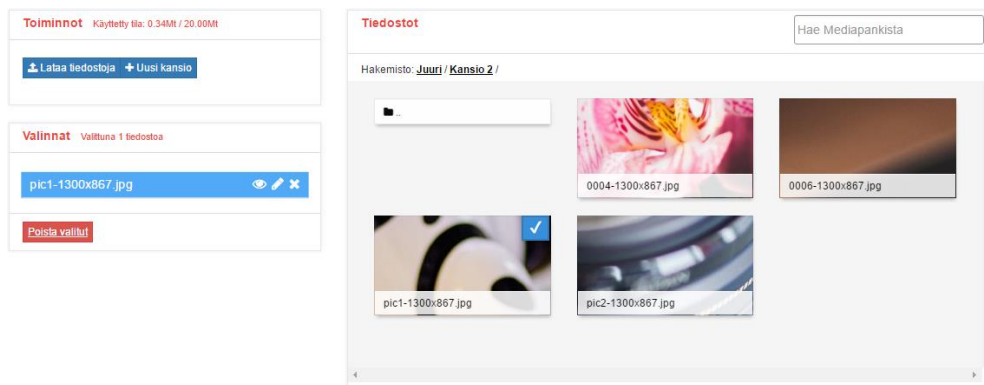 Toiminnot Käytetty tila: 0.34Mt / 20.00Mt
Lataa tiedostoja Uusi kansio
Valinnat Valittuna 1 tiedostoa
pic1-1300x867.jpg
Poista valitut
Tiedostot
Hae Mediapankista
Hakemisto: Juuri / Kansio 2 /
..
0004-1300x867.jpg
0006-1300x867.jpg
pic1-1300x867.jpg
pic2-1300x867.jpg